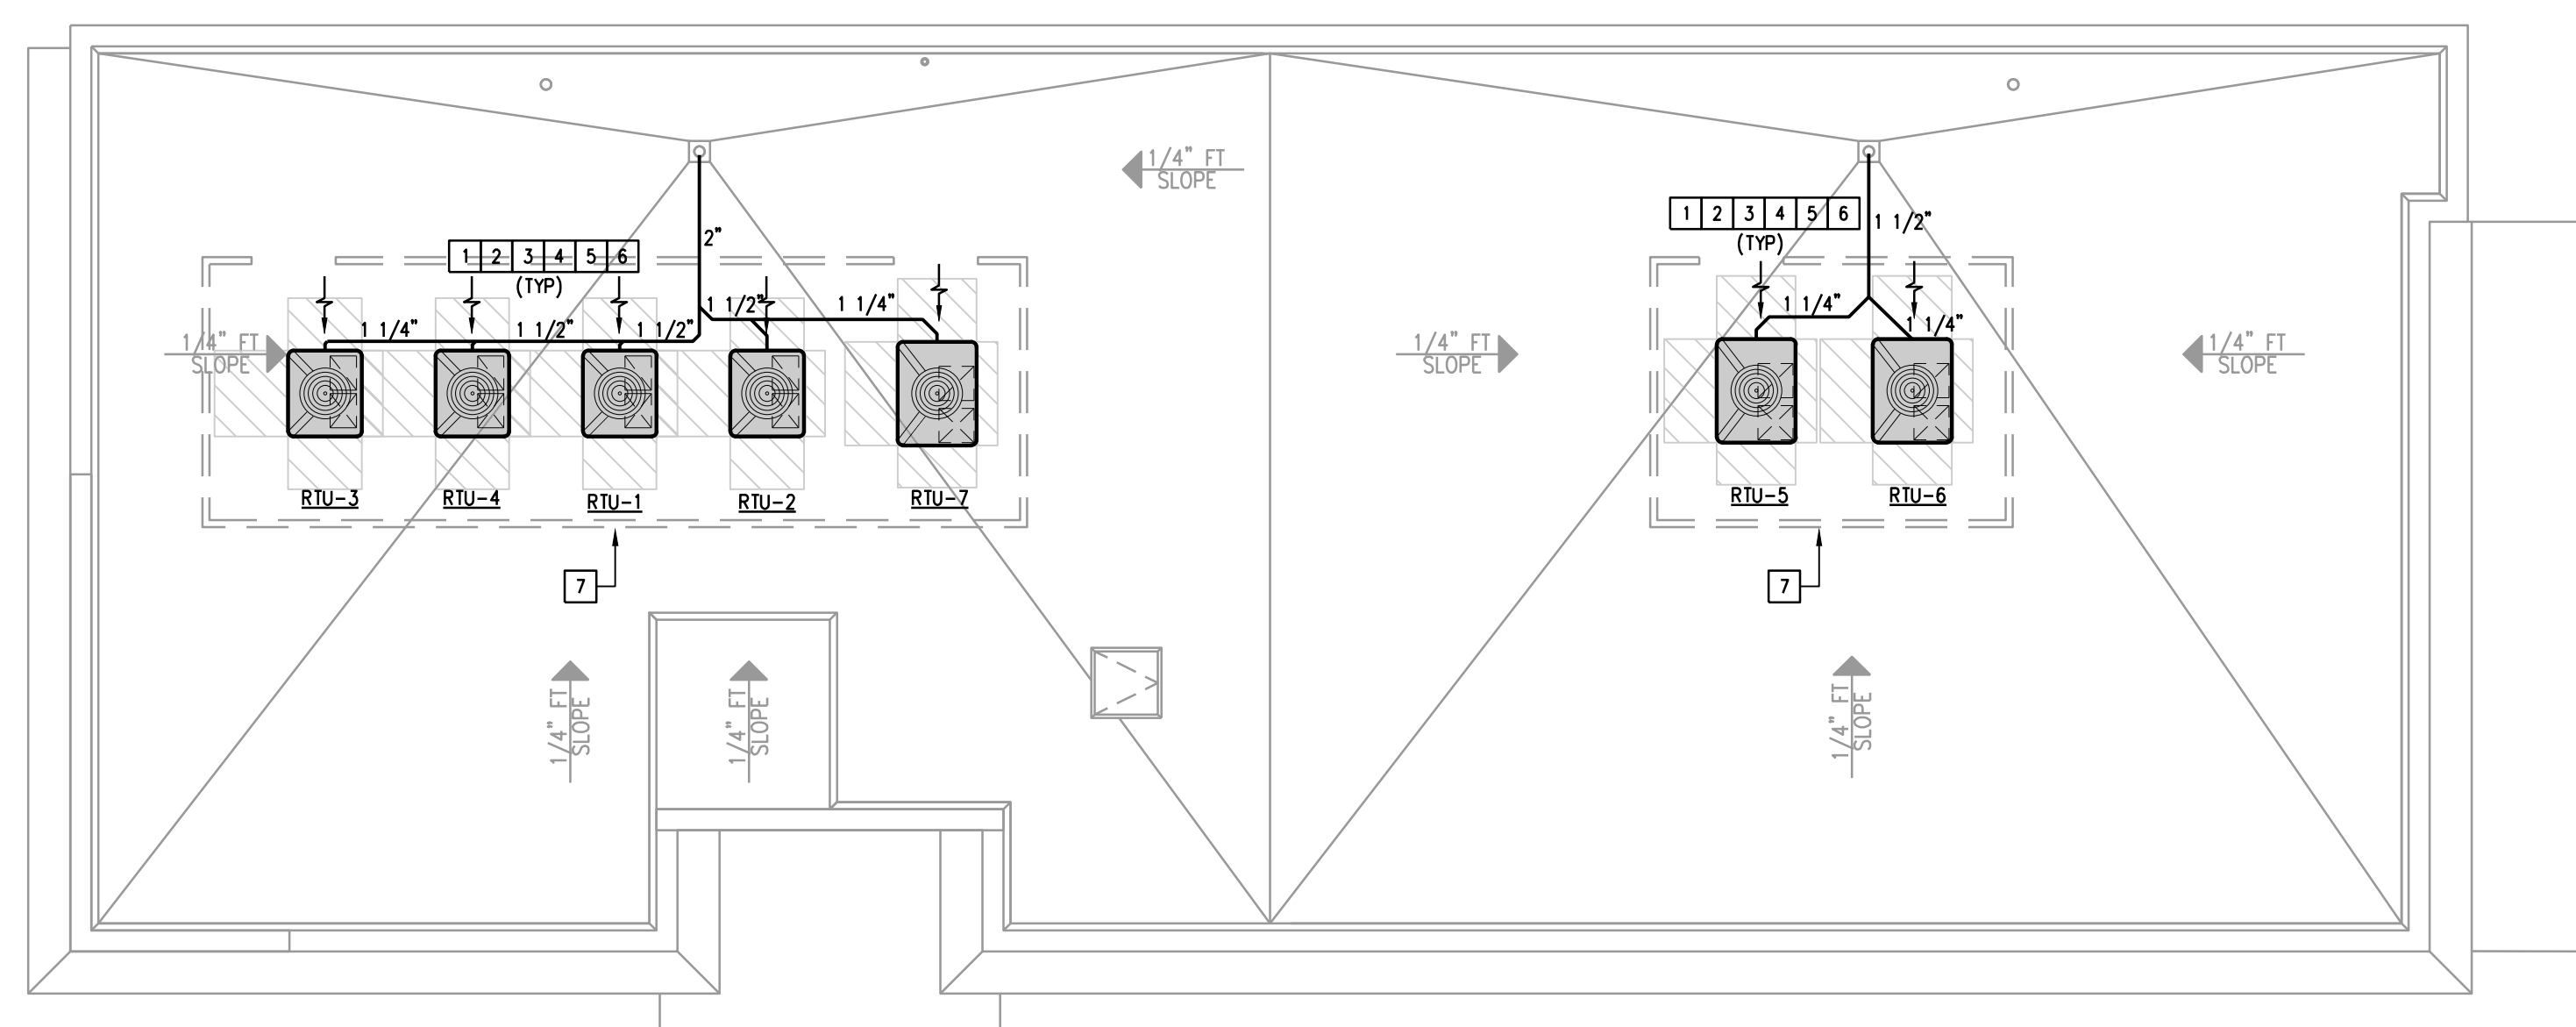 1/4" FT
SLOPE
1 2 3 4 5 6
(TYP)
1 1/2"
2"
1 2 3 4 5 6
(TYP)
1 1/2"
1 1/4"
1 1/4"
1 1/4"
1 1/2"
1 1/2"
1 1/4"
1/4" FT
SLOPE
1/4" FT
SLOPE
1/4" FT
SLOPE
RTU-3
RTU-4
RTU-1
RTU-2
RTU-7
RTU-5
RTU-6
7
7
1/4" FT
SLOPE
1/4" FT
SLOPE
1/4" FT
SLOPE